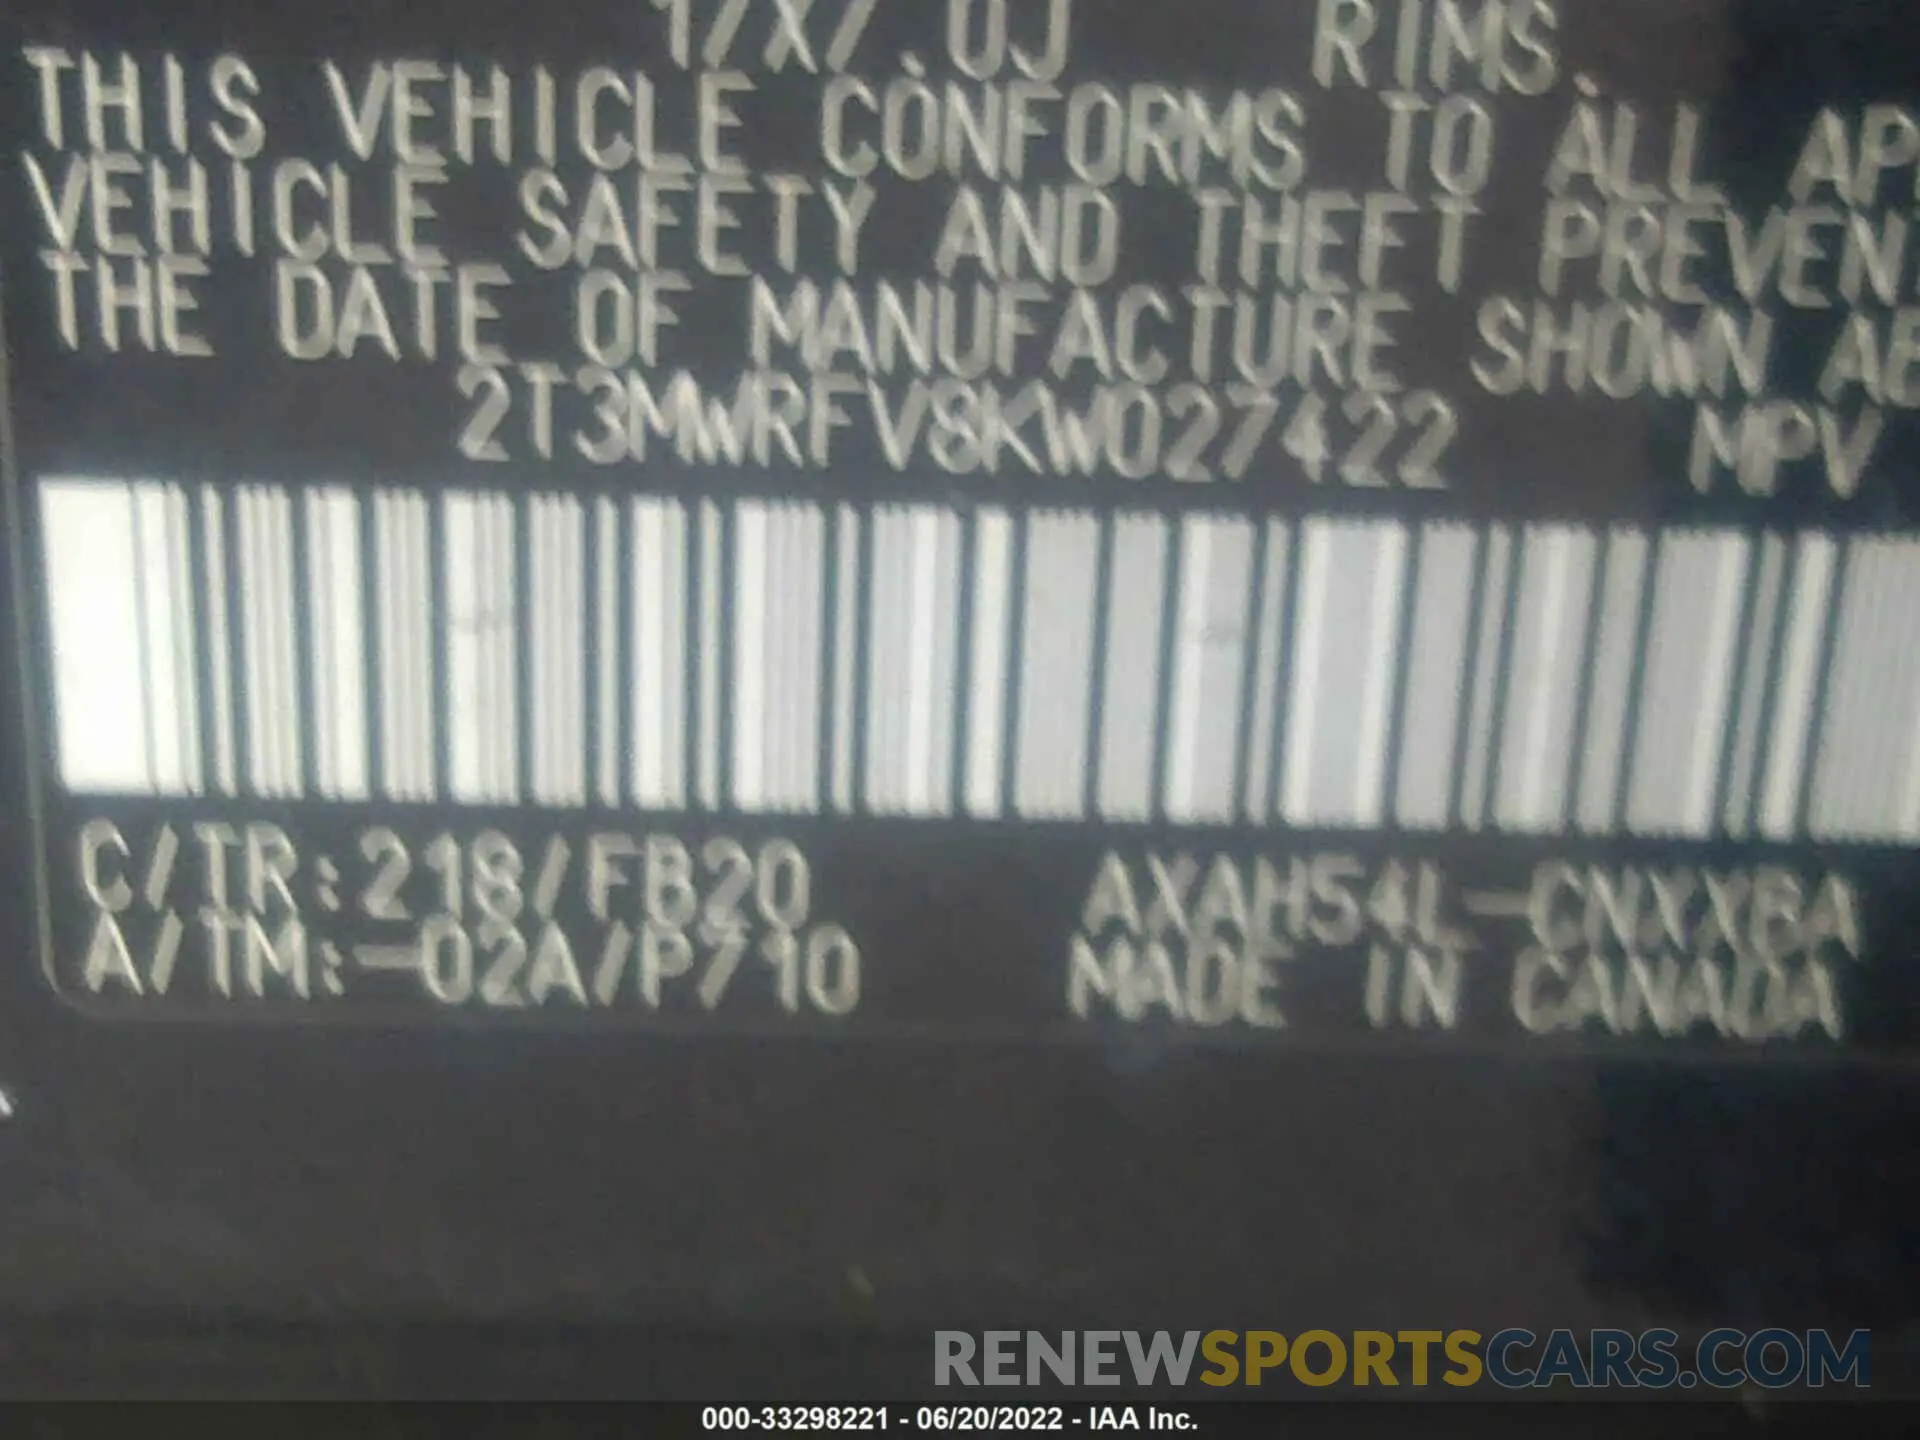 17X7.0J RIMS.
THIS VEHICLE CONFORMS TO ALL AP
VEHICLE SAFETY AND THEFT PREVEN
THE DATE OF MANUFACTURE SHOWN AB
2T3MWRFV8KW027422 MPV
C/TR:218/FB20 AXAH54L-CNXXBA
A/TM:-02A/P710 MADE IN CANADA
RENEWSPORTSCARS.COM
000-33298221 - 06/20/2022 - IAA Inc.